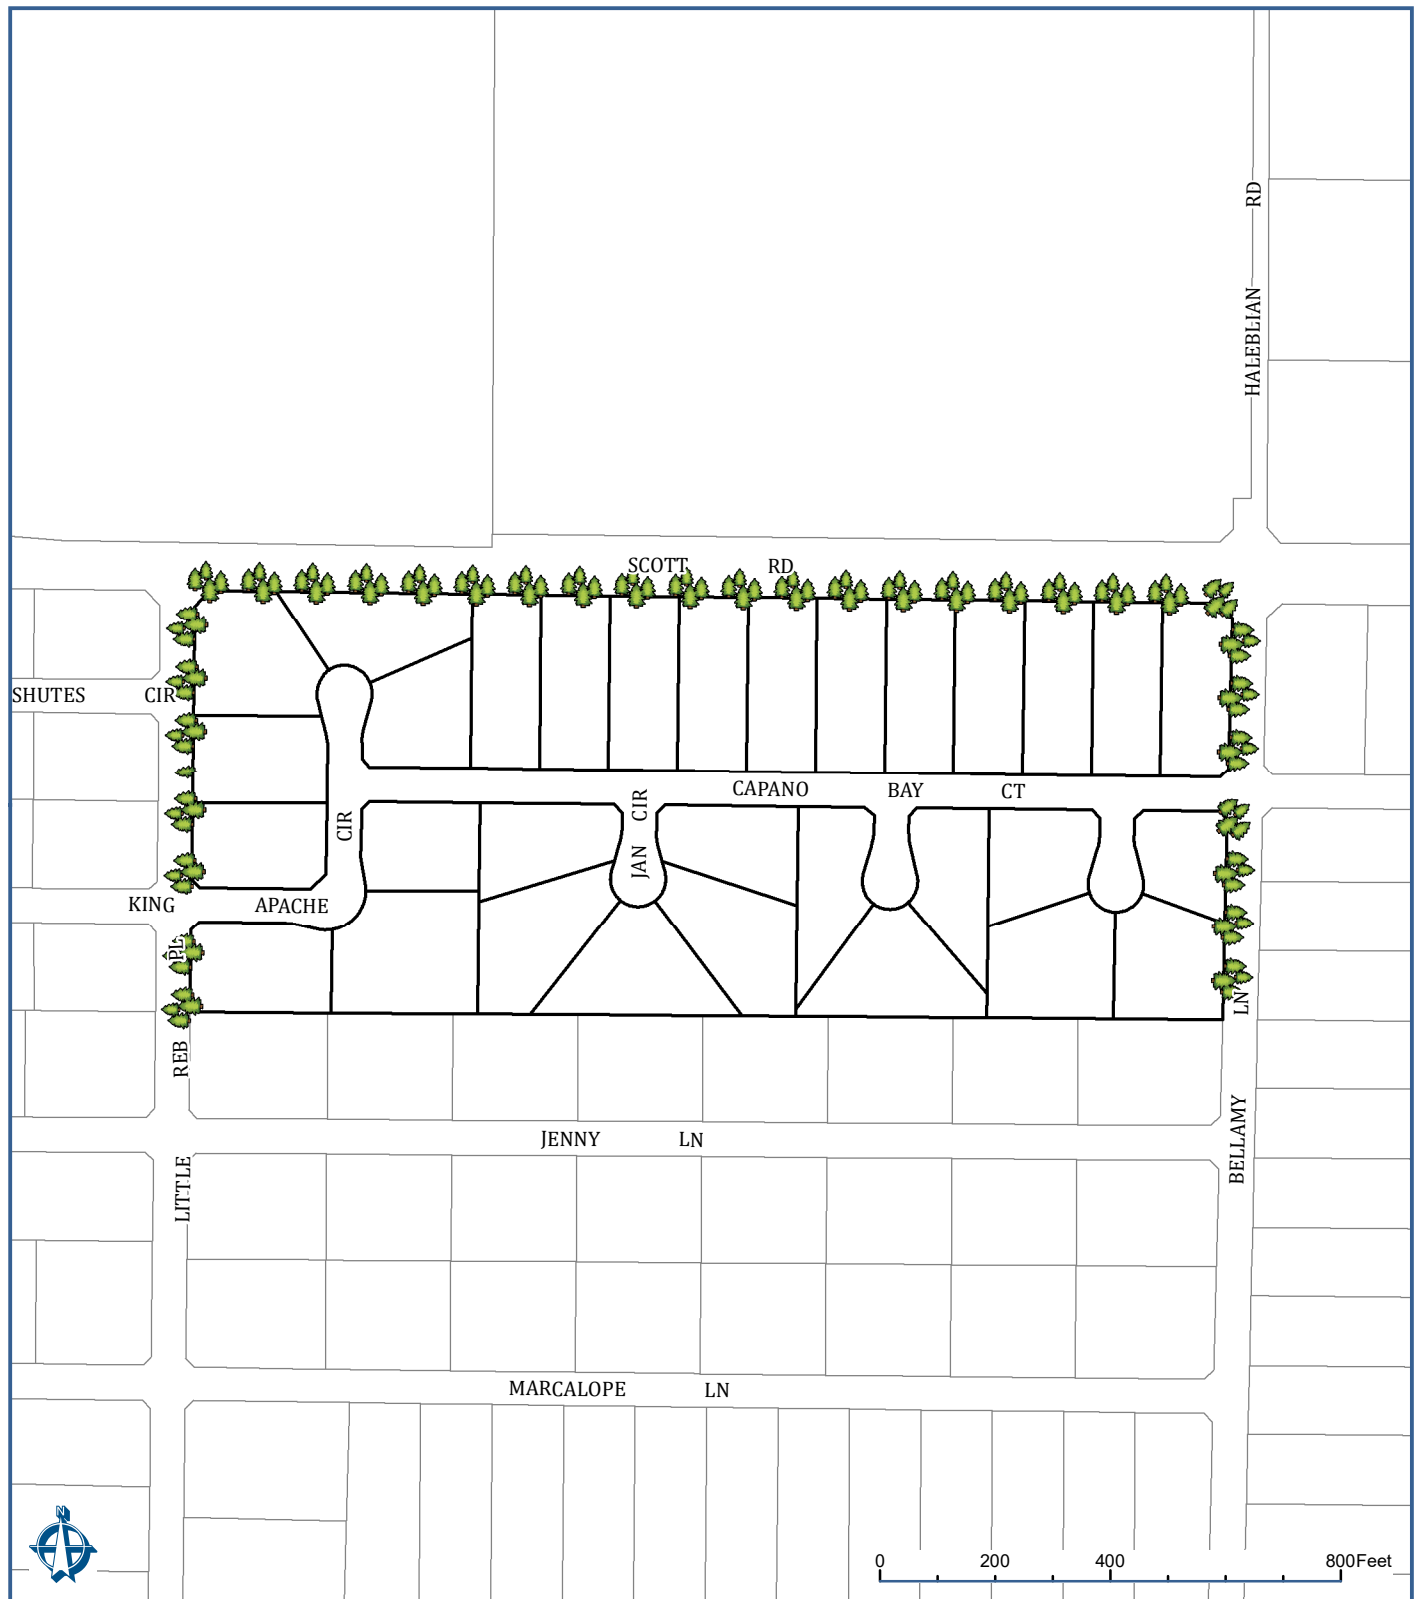 RD
HALEBLIAN
SCOTT RD
SHUTES CIR
CAPANO BAY CT
CIR
JAN CIR
KING APACHE
PL
LN
REB
JENNY LN
BELLAMY
LITTLE
MARCALOPE LN
N
0 200 400 800Feet